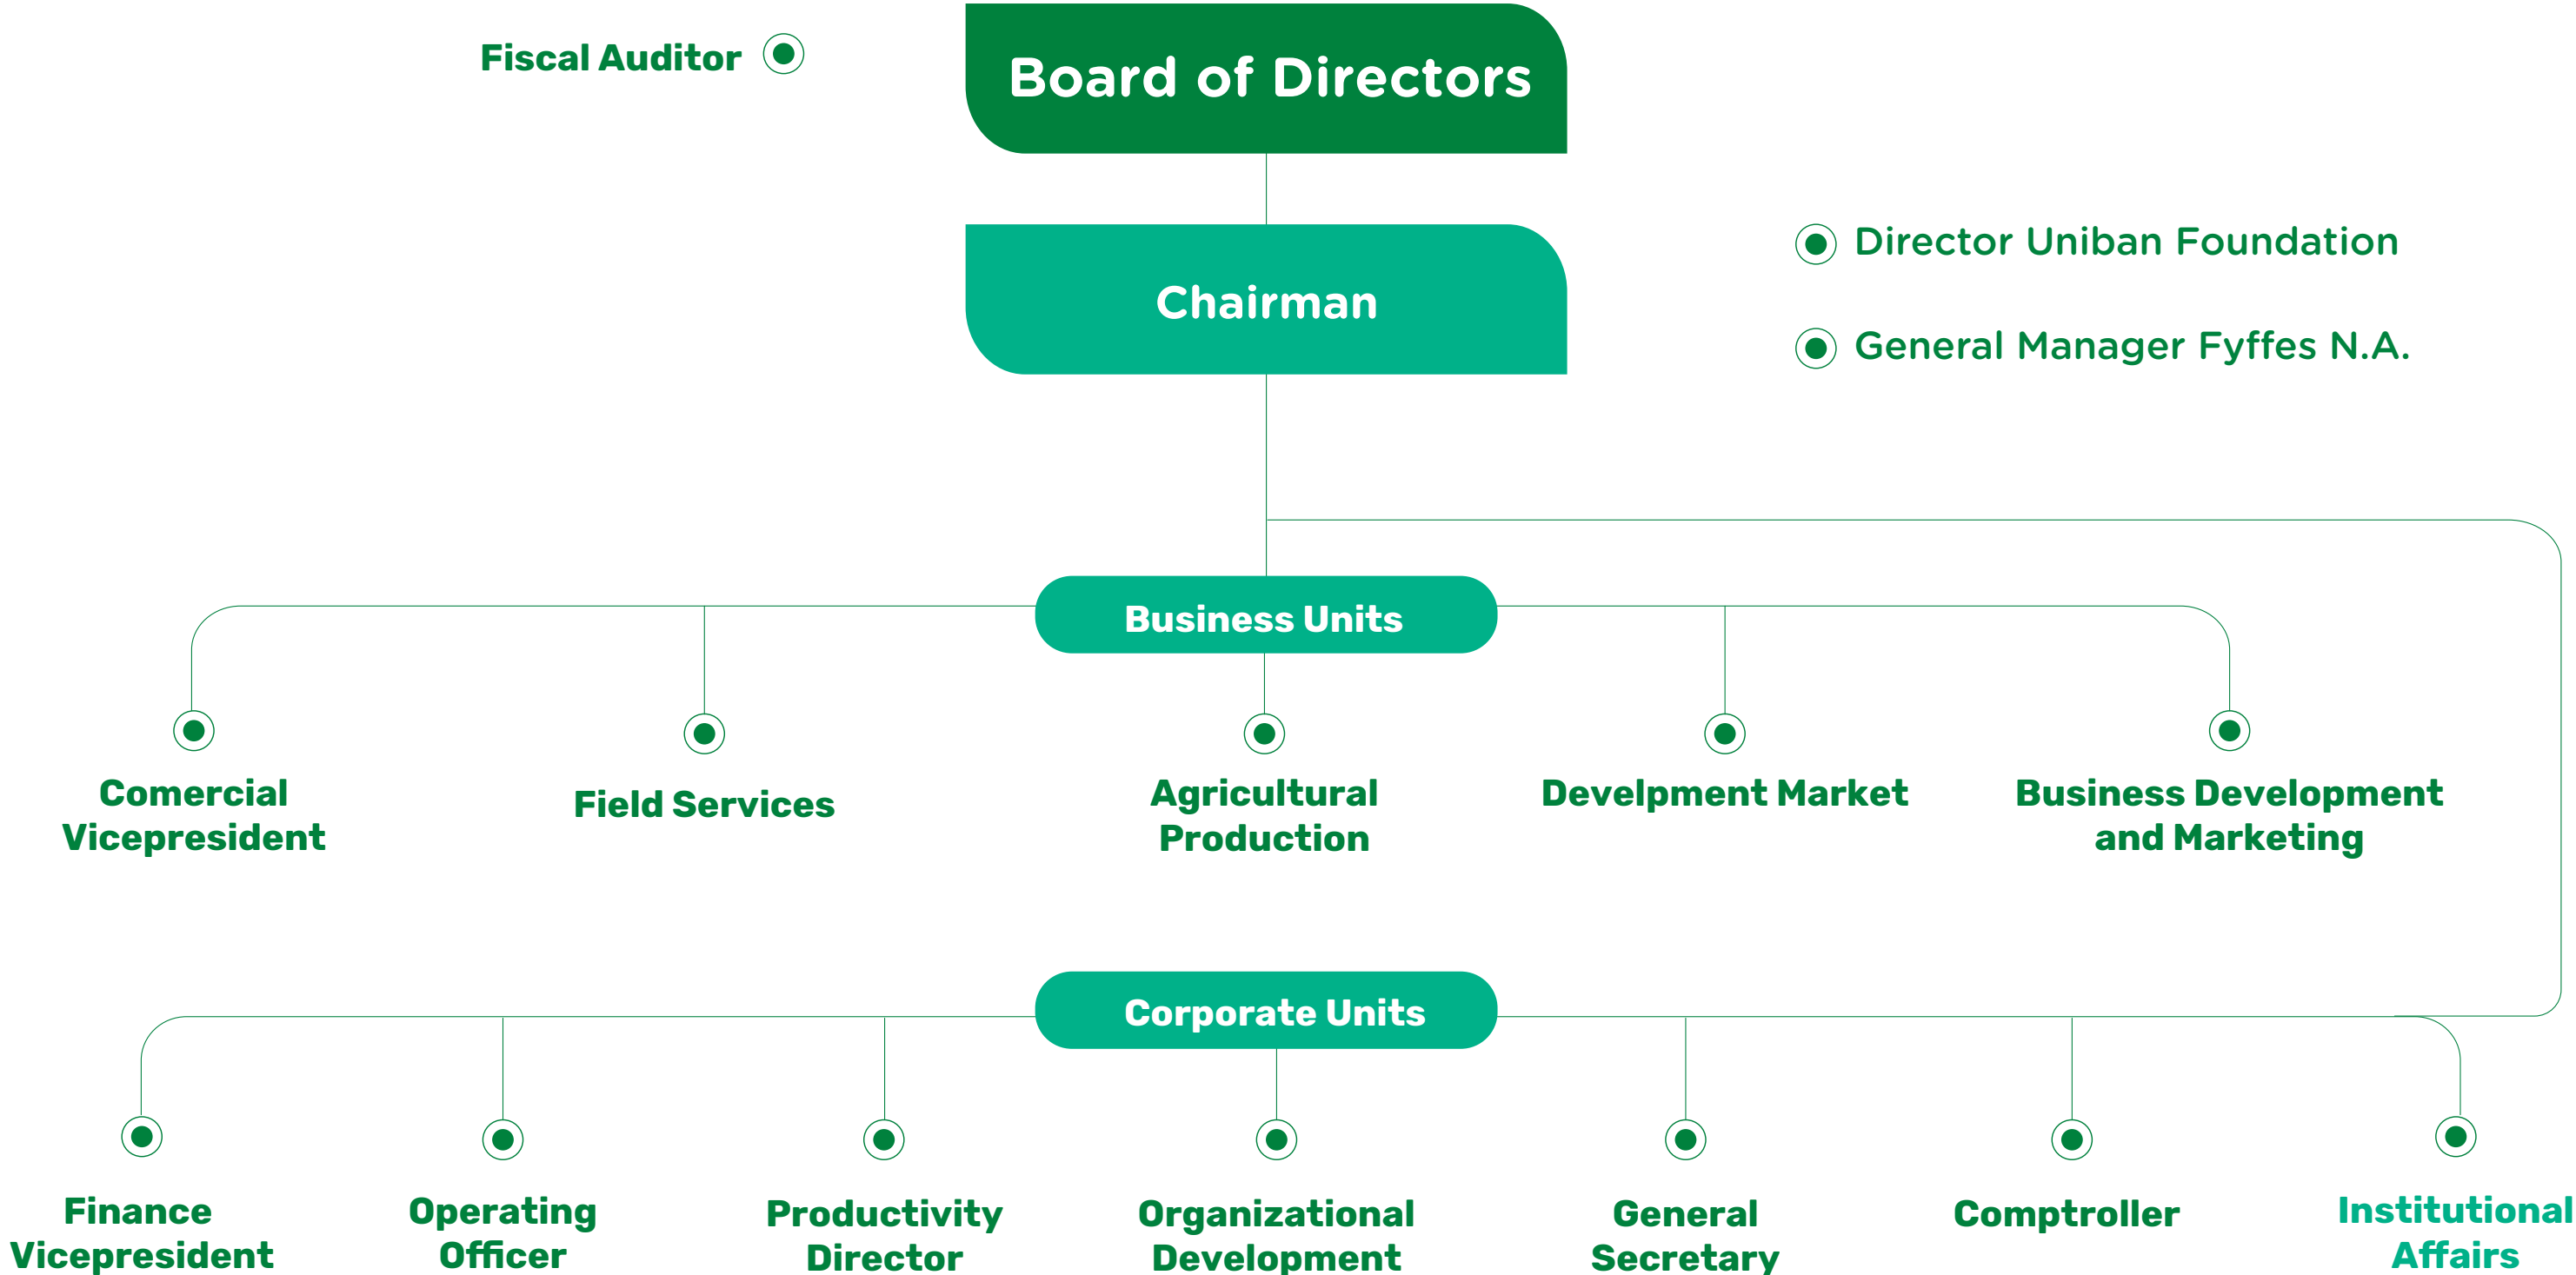 Fiscal Auditor
Board of Directors
Chairman
Director Uniban Foundation
General Manager Fyffes N.A.
Business Units
Comercial
Vicepresident
Field Services
Agricultural
Production
Develpment Market
Business Development
and Marketing
Corporate Units
Finance
Vicepresident
Operating
Officer
Productivity
Director
Organizational
Development
General
Secretary
Comptroller
Institutional
Affairs